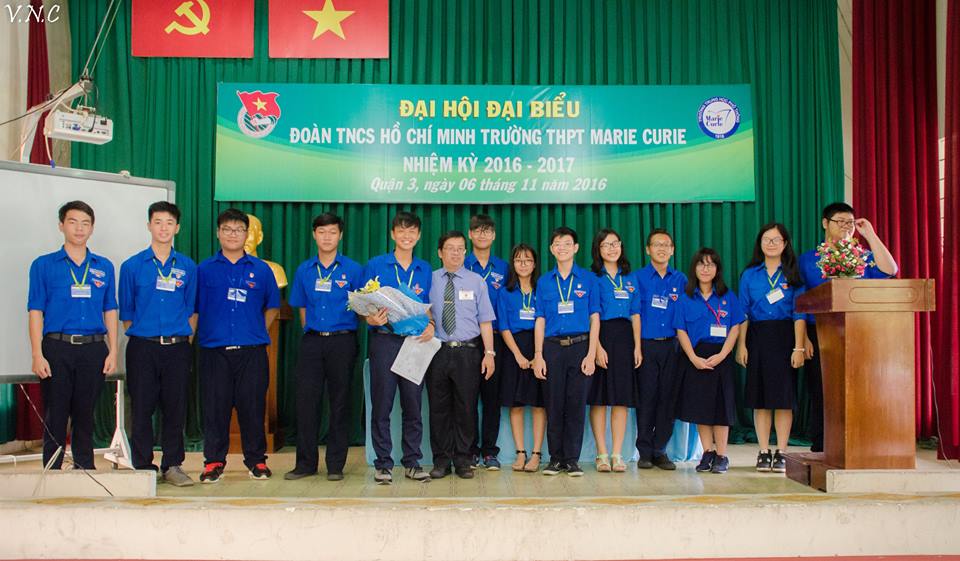 V.N.C
ĐẠI HỘI ĐẠI BIỂU
ĐOÀN TNCS HỒ CHÍ MINH TRƯỜNG THPT MARIE CURIE
NHIỆM KỲ 2016 - 2017
Quận 3, ngày 06 tháng 11 năm 2016
Marie
Curie
1918